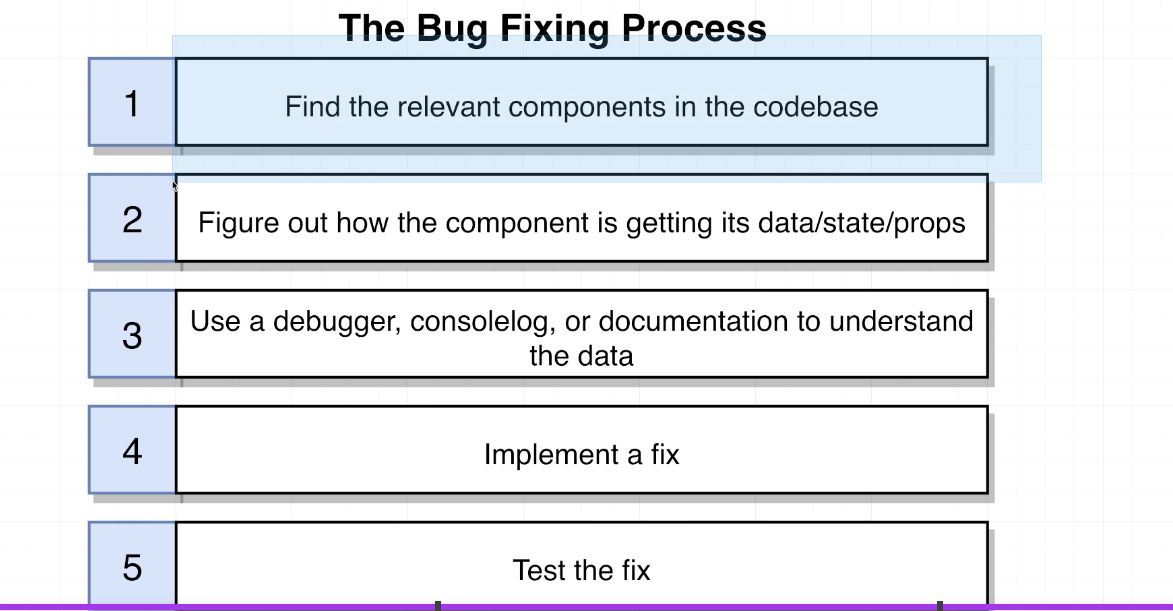 The Bug Fixing Process
1
Find the relevant components in the codebase
2
Figure out how the component is getting its data/state/props
3
Use a debugger, consolelog, or documentation to understand
the data
4
Implement a fix
5
Test the fix